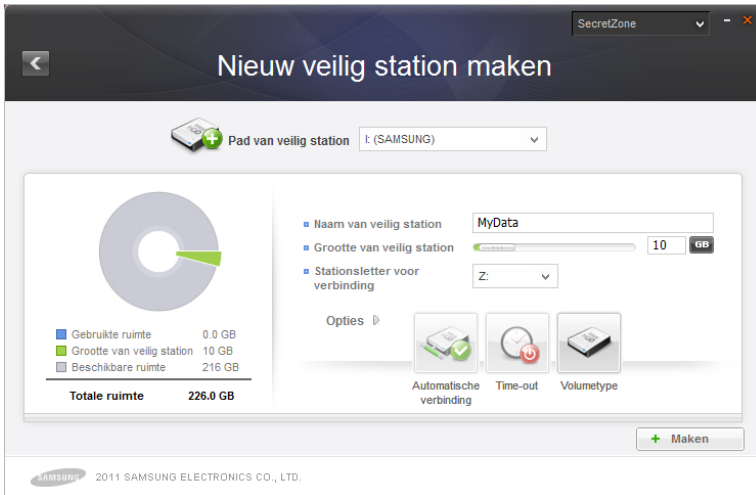 SecretZone
Nieuw veilig station maken
Pad van veilig station I: (SAMSUNG)
Naam van veilig station MyData
Grootte van veilig station 10 GB
Stationsletter voor verbinding Z:
Opties
Automatische verbinding
Time-out
Volumetype
Gebruikte ruimte 0.0 GB
Grootte van veilig station 10 GB
Beschikbare ruimte 216 GB
Totale ruimte 226.0 GB
+ Maken
SAMSUNG 2011 SAMSUNG ELECTRONICS CO., LTD.